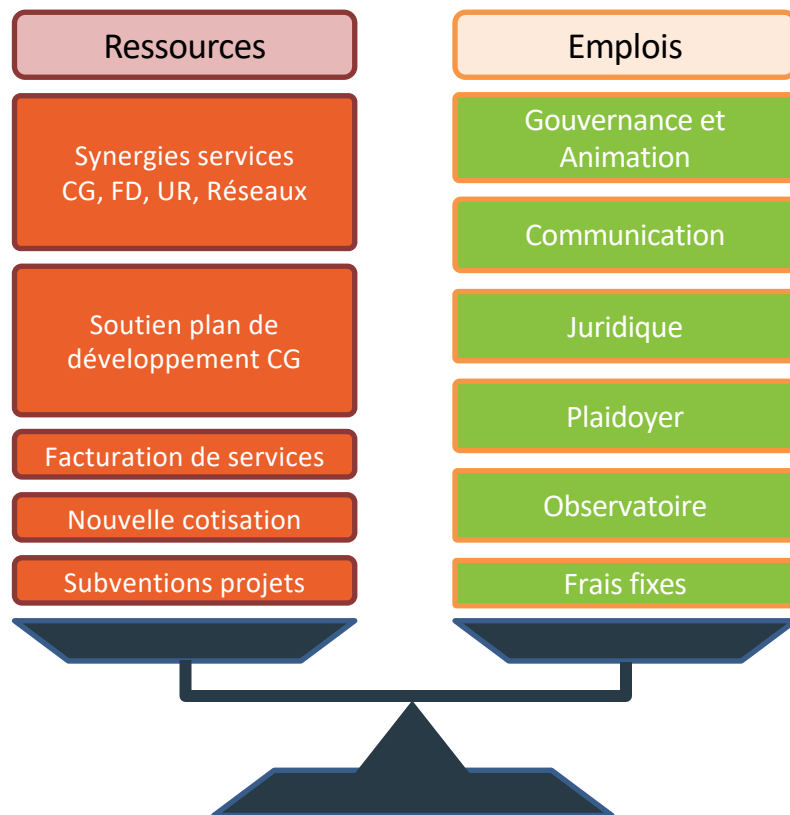 Ressources
Synergies services
CG, FD, UR, Réseaux
Soutien plan de
développement CG
Facturation de services
Nouvelle cotisation
Subventions projets
Emplois
Gouvernance et
Animation
Communication
Juridique
Plaidoyer
Observatoire
Frais fixes